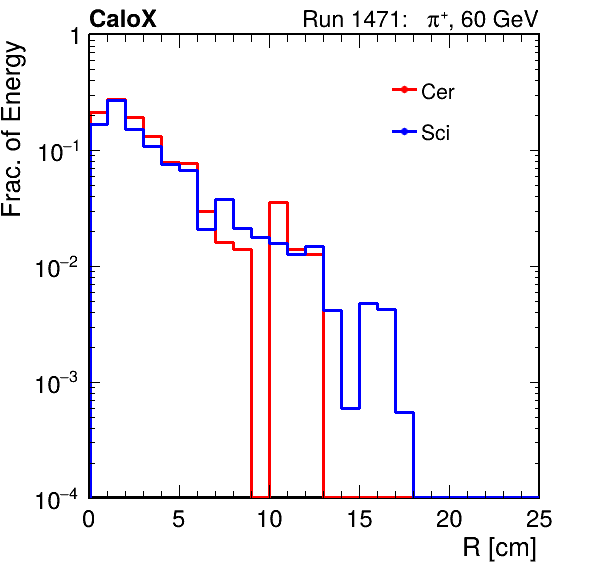 CaloX Run 1471: π⁺, 60 GeV
Frac. of Energy
Cer
Sci
1
10⁻¹
10⁻²
10⁻³
10⁻⁴
0 5 10 15 20 25
R [cm]